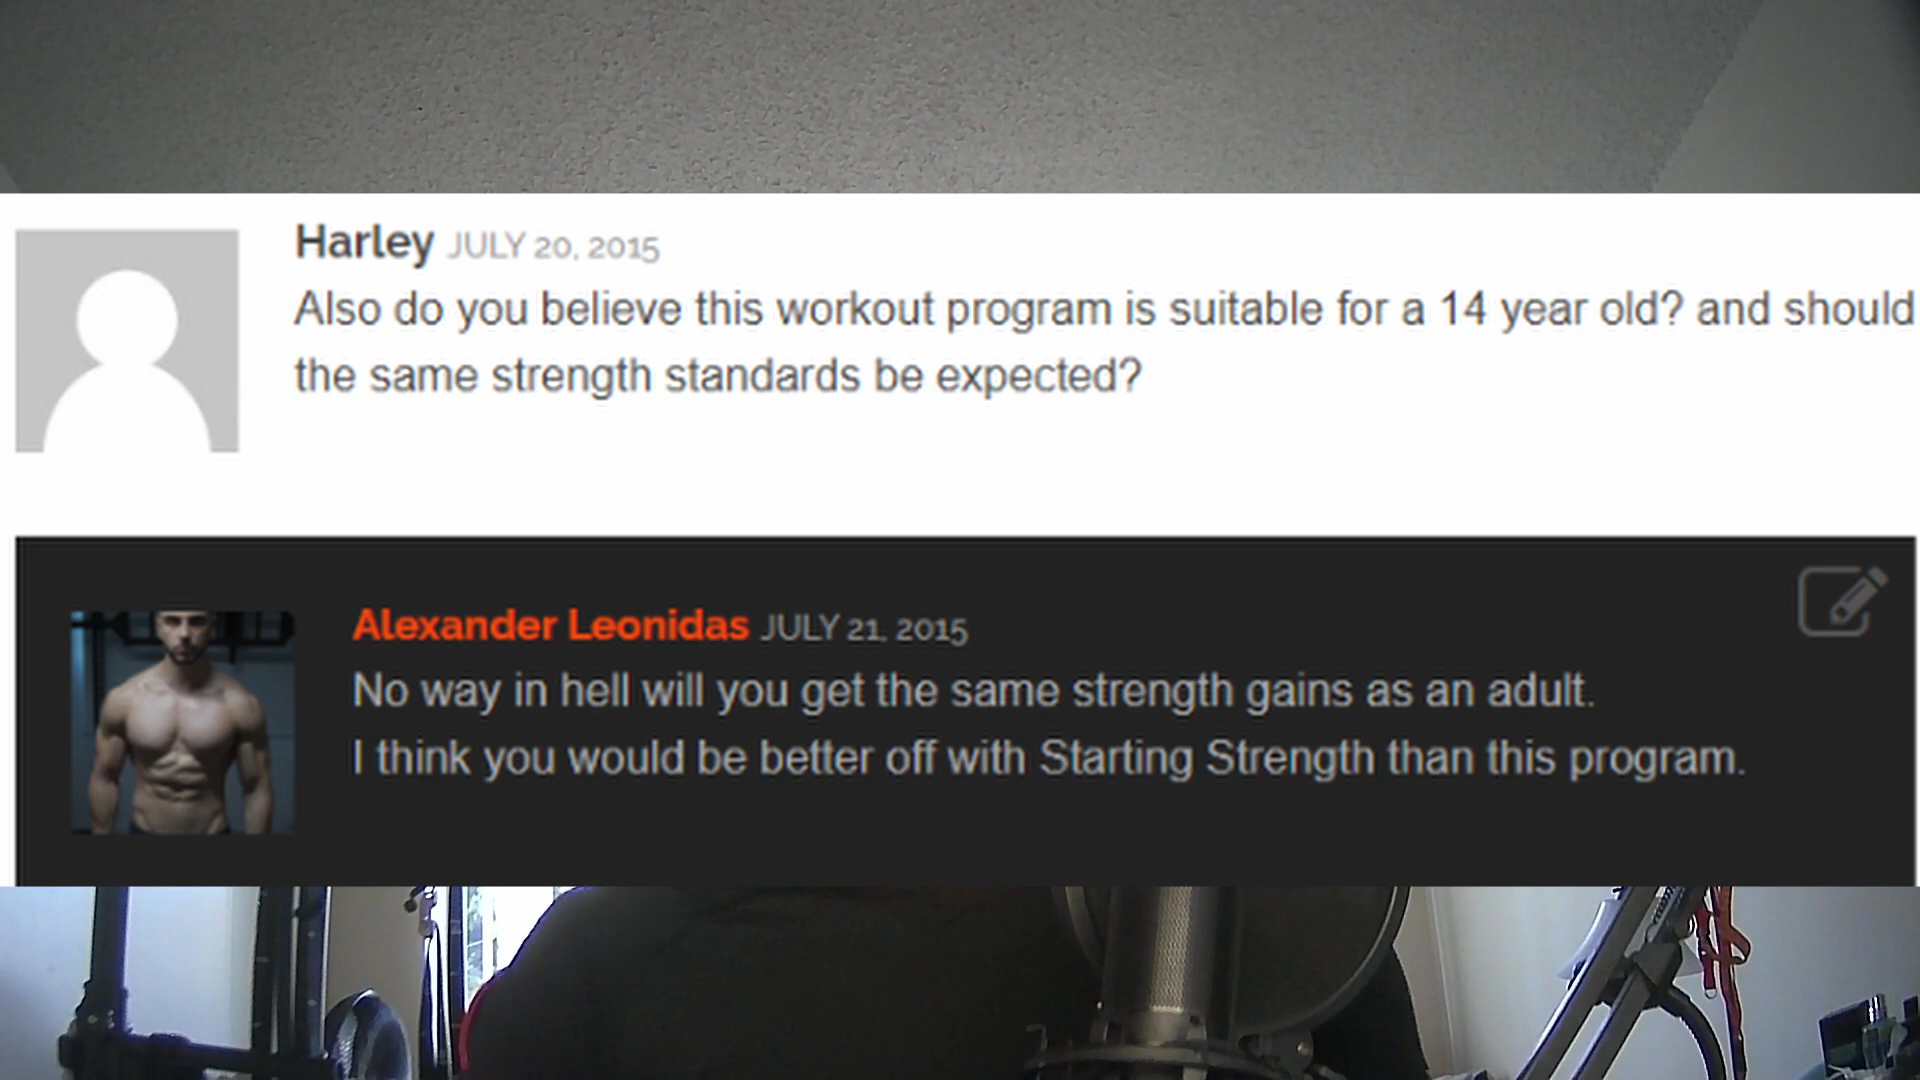 Harley JULY 20, 2015
Also do you believe this workout program is suitable for a 14 year old? and should
the same strength standards be expected?
Alexander Leonidas JULY 21, 2015
No way in hell will you get the same strength gains as an adult.
I think you would be better off with Starting Strength than this program.